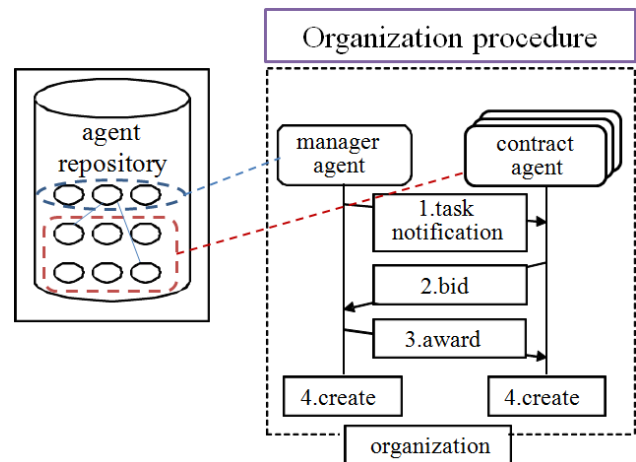 Organization procedure
agent
repository
manager
agent
contract
agent
1.task
notification
2.bid
3.award
4.create
4.create
organization